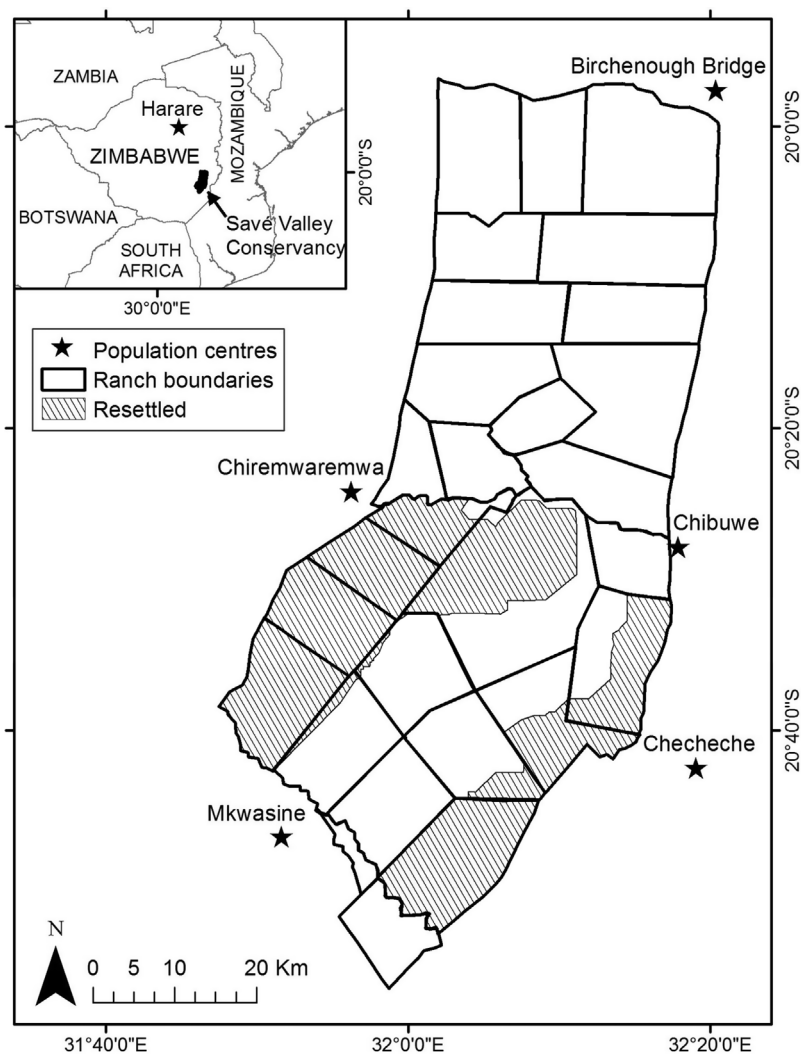 Birchenough Bridge
ZAMBIA
Harare
MOZAMBIQUE
ZIMBABWE
20°0'0"S
20°0'0"S
BOTSWANA
Save Valley
Conservancy
SOUTH
AFRICA
30°0'0"E
Population centres
Ranch boundaries
Resettled
20°20'0"S
Chiremwaremwa
Chibuwe
20°40'0"S
Checheche
Mkwasine
N
0 5 10 20 Km
31°40'0"E
32°0'0"E
32°20'0"E